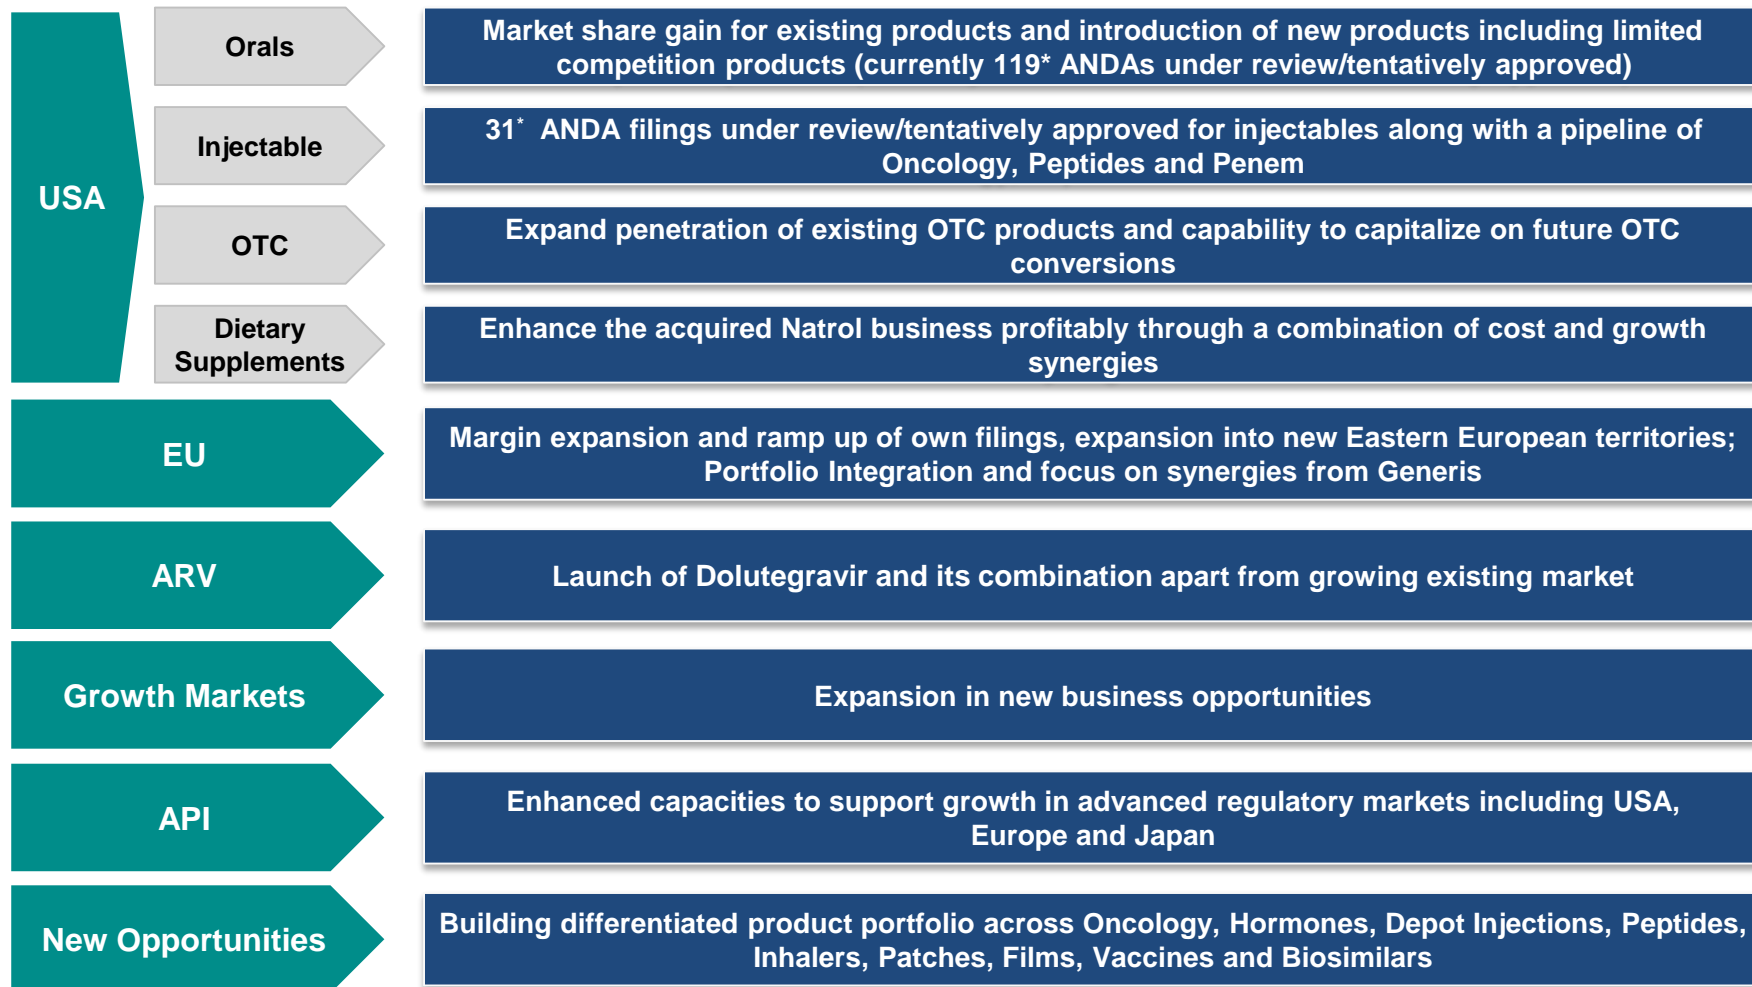 USA
Orals
Market share gain for existing products and introduction of new products including limited
competition products (currently 119* ANDAs under review/tentatively approved)
Injectable
31* ANDA filings under review/tentatively approved for injectables along with a pipeline of
Oncology, Peptides and Penem
OTC
Expand penetration of existing OTC products and capability to capitalize on future OTC
conversions
Dietary
Supplements
Enhance the acquired Natrol business profitably through a combination of cost and growth
synergies
EU
Margin expansion and ramp up of own filings, expansion into new Eastern European territories;
Portfolio Integration and focus on synergies from Generis
ARV
Launch of Dolutegravir and its combination apart from growing existing market
Growth Markets
Expansion in new business opportunities
API
Enhanced capacities to support growth in advanced regulatory markets including USA,
Europe and Japan
New Opportunities
Building differentiated product portfolio across Oncology, Hormones, Depot Injections, Peptides,
Inhalers, Patches, Films, Vaccines and Biosimilars